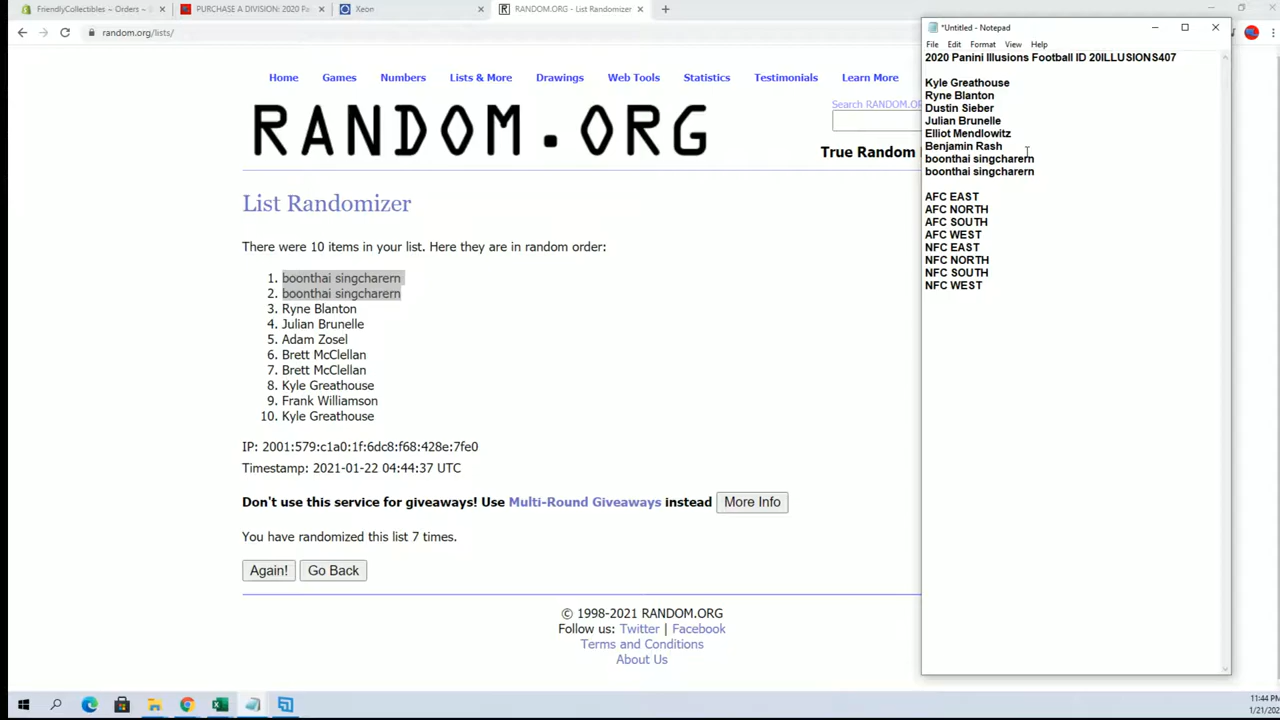 FriendlyCollectibles ~ Orders ~
PURCHASE A DIVISION: 2020 Pa
Xeon
RANDOM.ORG - List Randomizer
random.org/lists/
Home Games Numbers Lists & More Drawings Web Tools Statistics Testimonials Learn More
RANDOM.ORG
Search RANDOM.OR
True Random
List Randomizer
There were 10 items in your list. Here they are in random order:
1. boonthai singcharern
2. boonthai singcharern
3. Ryne Blanton
4. Julian Brunelle
5. Adam Zosel
6. Brett McClellan
7. Brett McClellan
8. Kyle Greathouse
9. Frank Williamson
10. Kyle Greathouse
IP: 2001:579:c1a0:1f:6dc8:f68:428e:7fe0
Timestamp: 2021-01-22 04:44:37 UTC
Don't use this service for giveaways! Use Multi-Round Giveaways instead More Info
You have randomized this list 7 times.
Again! Go Back
© 1998-2021 RANDOM.ORG
Follow us: Twitter | Facebook
Terms and Conditions
About Us
*Untitled - Notepad
File Edit Format View Help
2020 Panini Illusions Football ID 20ILLUSIONS407
Kyle Greathouse
Ryne Blanton
Dustin Sieber
Julian Brunelle
Elliot Mendlowitz
Benjamin Rash
boonthai singcharern
boonthai singcharern
AFC EAST
AFC NORTH
AFC SOUTH
AFC WEST
NFC EAST
NFC NORTH
NFC SOUTH
NFC WEST
11:44 PM
1/21/202